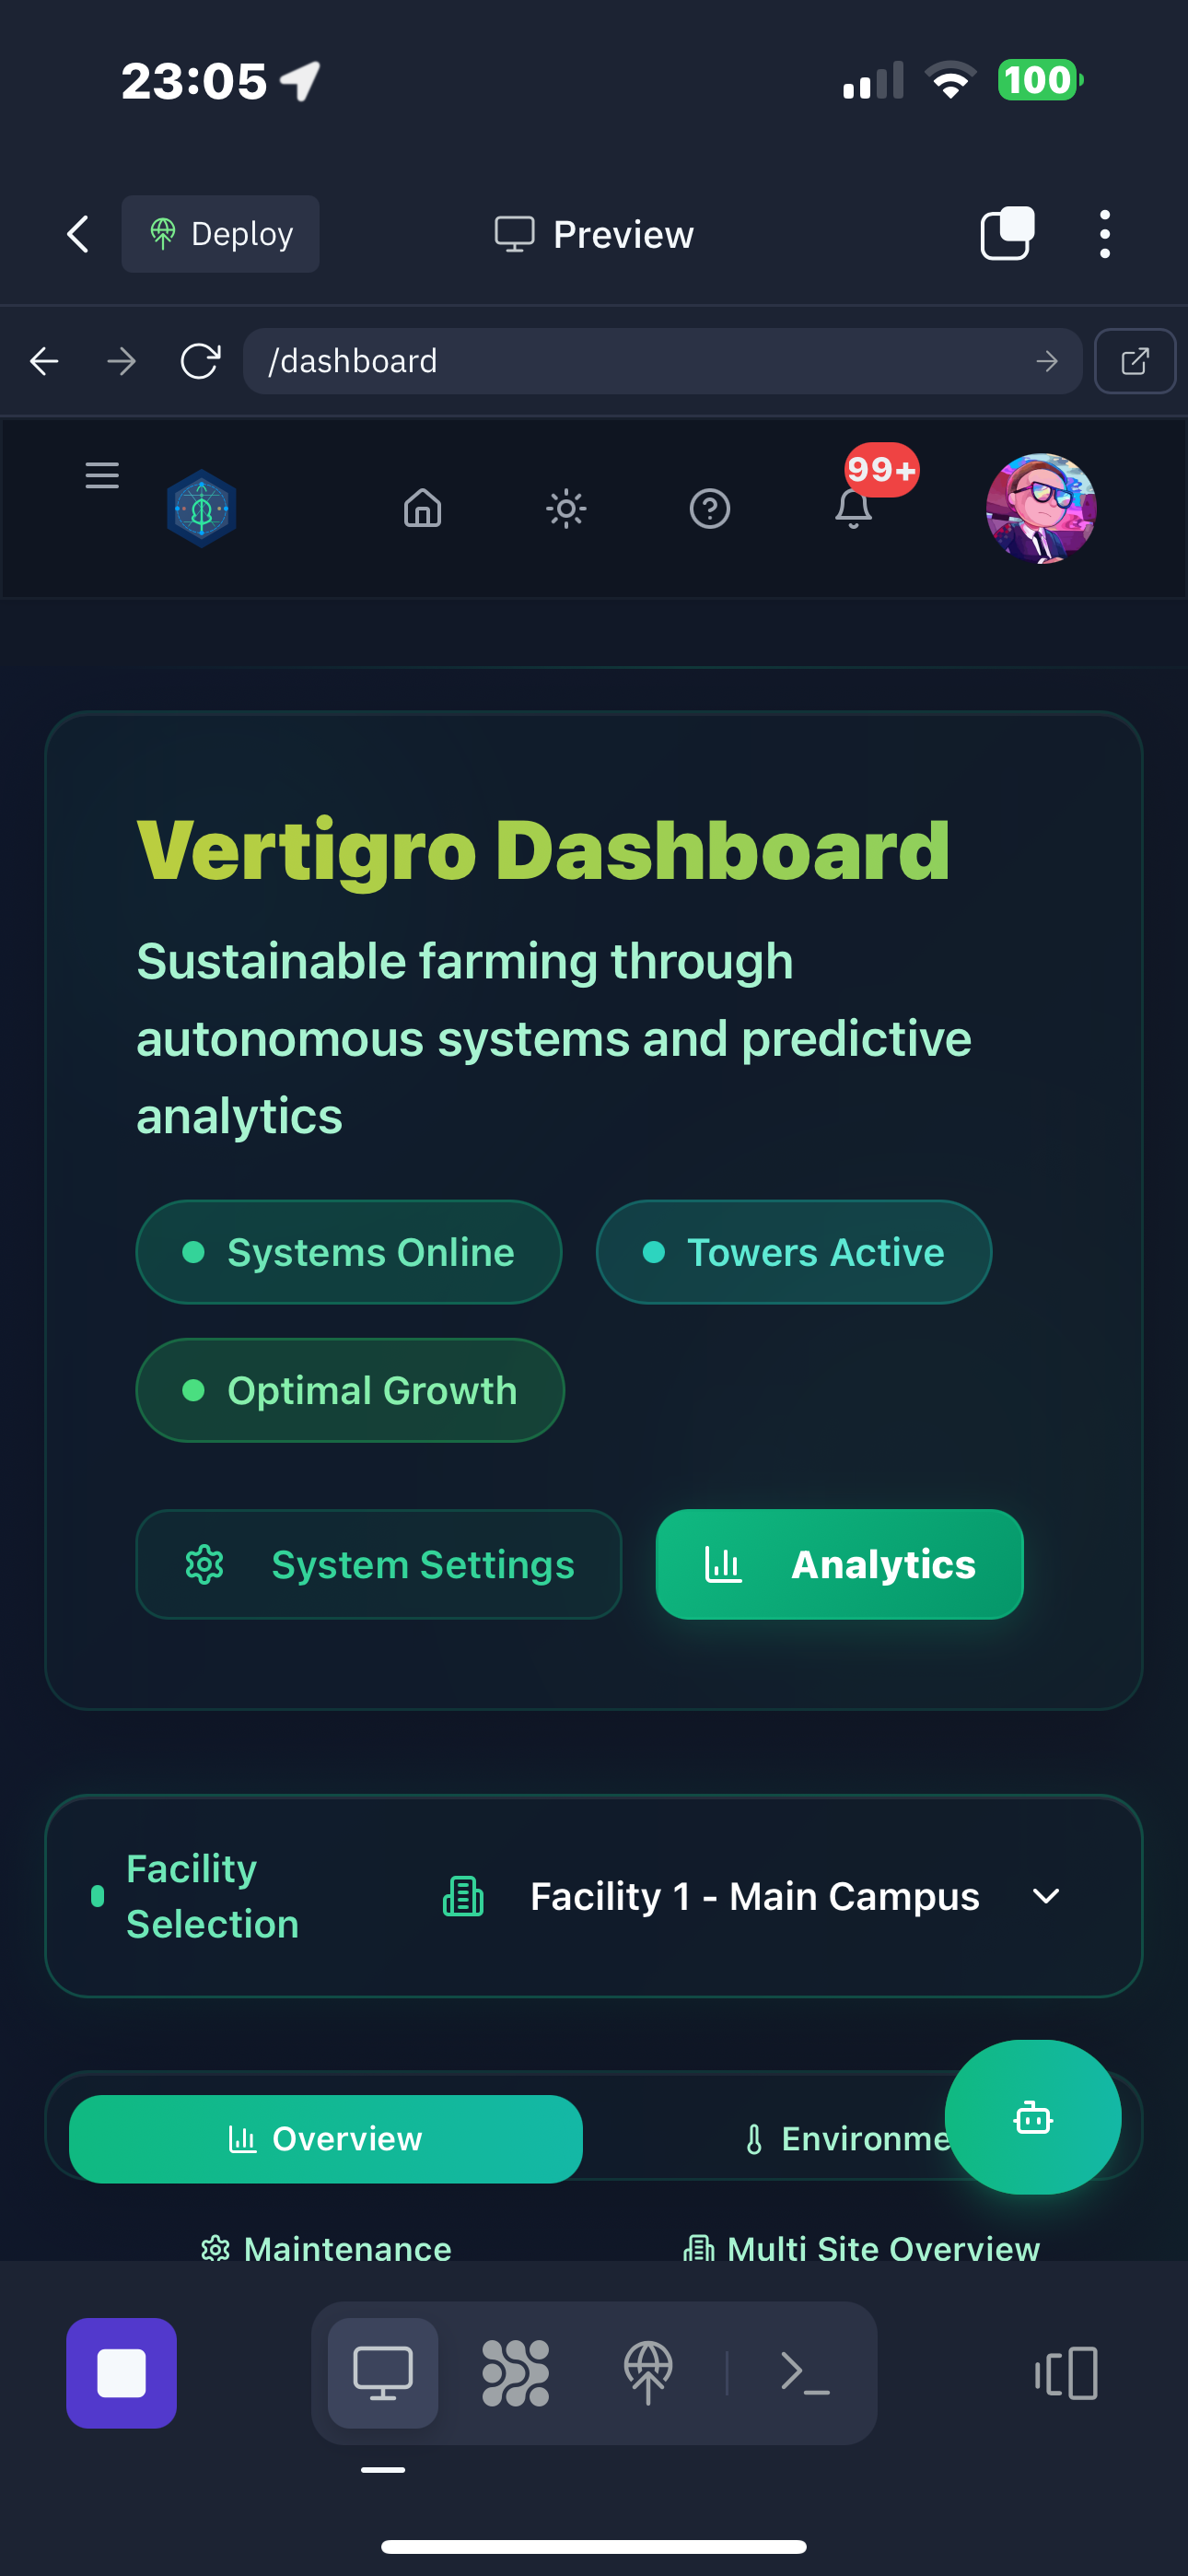 23:05
100
Deploy
Preview
/dashboard
99+
Vertigro Dashboard
Sustainable farming through
autonomous systems and predictive
analytics
Systems Online
Towers Active
Optimal Growth
System Settings
Analytics
Facility
Selection
Facility 1 - Main Campus
Overview
Environme
Maintenance
Multi Site Overview